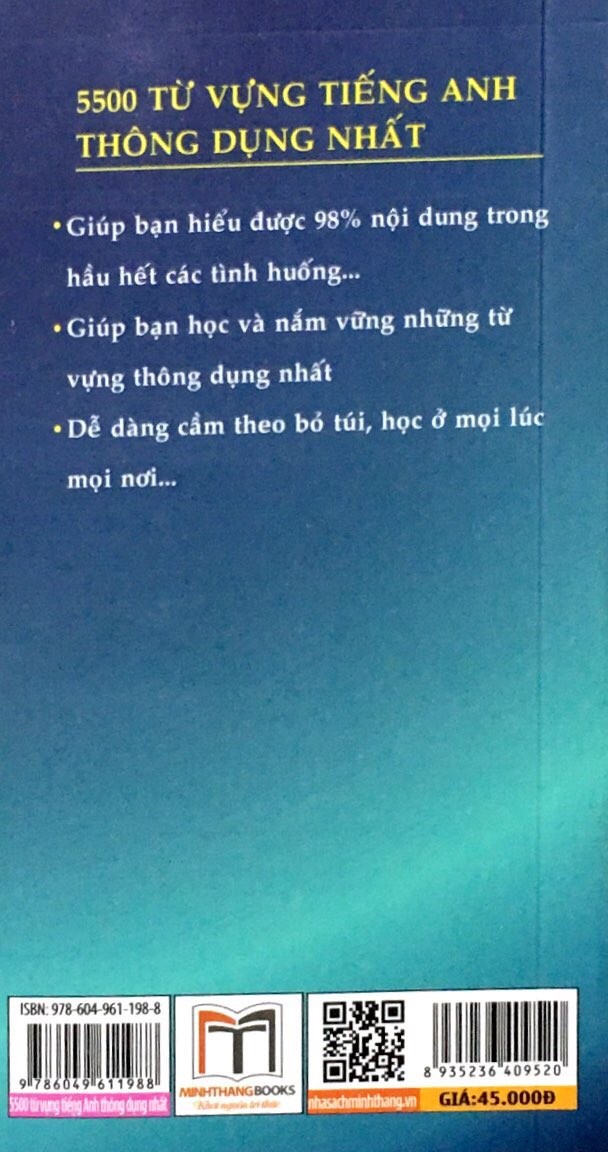 5500 TỪ VỰNG TIẾNG ANH
THÔNG DỤNG NHẤT
• Giúp bạn hiểu được 98% nội dung trong
hầu hết các tình huống...
• Giúp bạn học và nắm vững những từ
vựng thông dụng nhất
• Dễ dàng cầm theo bỏ túi, học ở mọi lúc
mọi nơi...
ISBN: 978-604-961-198-8
9 786049 611988
5500 từ vựng tiếng Anh thông dụng nhất
MINHTHANGBOOKS
Khơi nguồn tri thức
nhasachminhthang.vn
8 935236 409520
GIÁ:45.000Đ